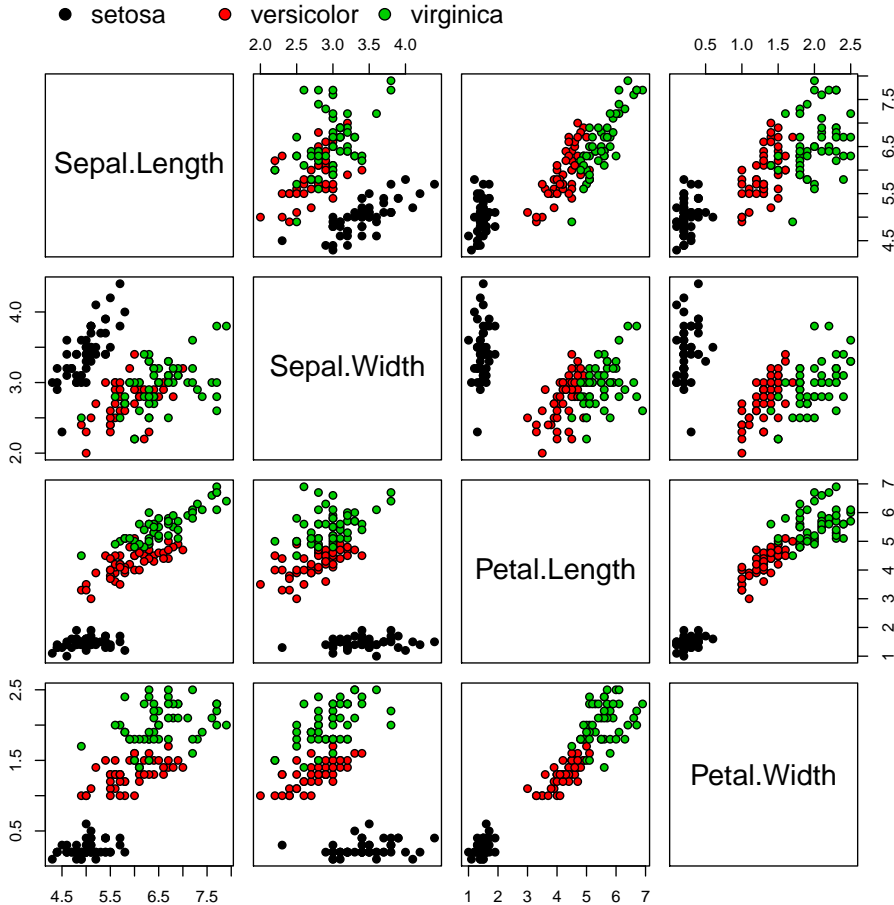 setosa versicolor virginica
2.0 2.5 3.0 3.5 4.0
0.5 1.0 1.5 2.0 2.5
Sepal.Length
4.5 5.5 6.5 7.5
2.0 3.0 4.0
Sepal.Width
Petal.Length
1 2 3 4 5 6 7
0.5 1.5 2.5
Petal.Width
4.5 5.5 6.5 7.5
1 2 3 4 5 6 7